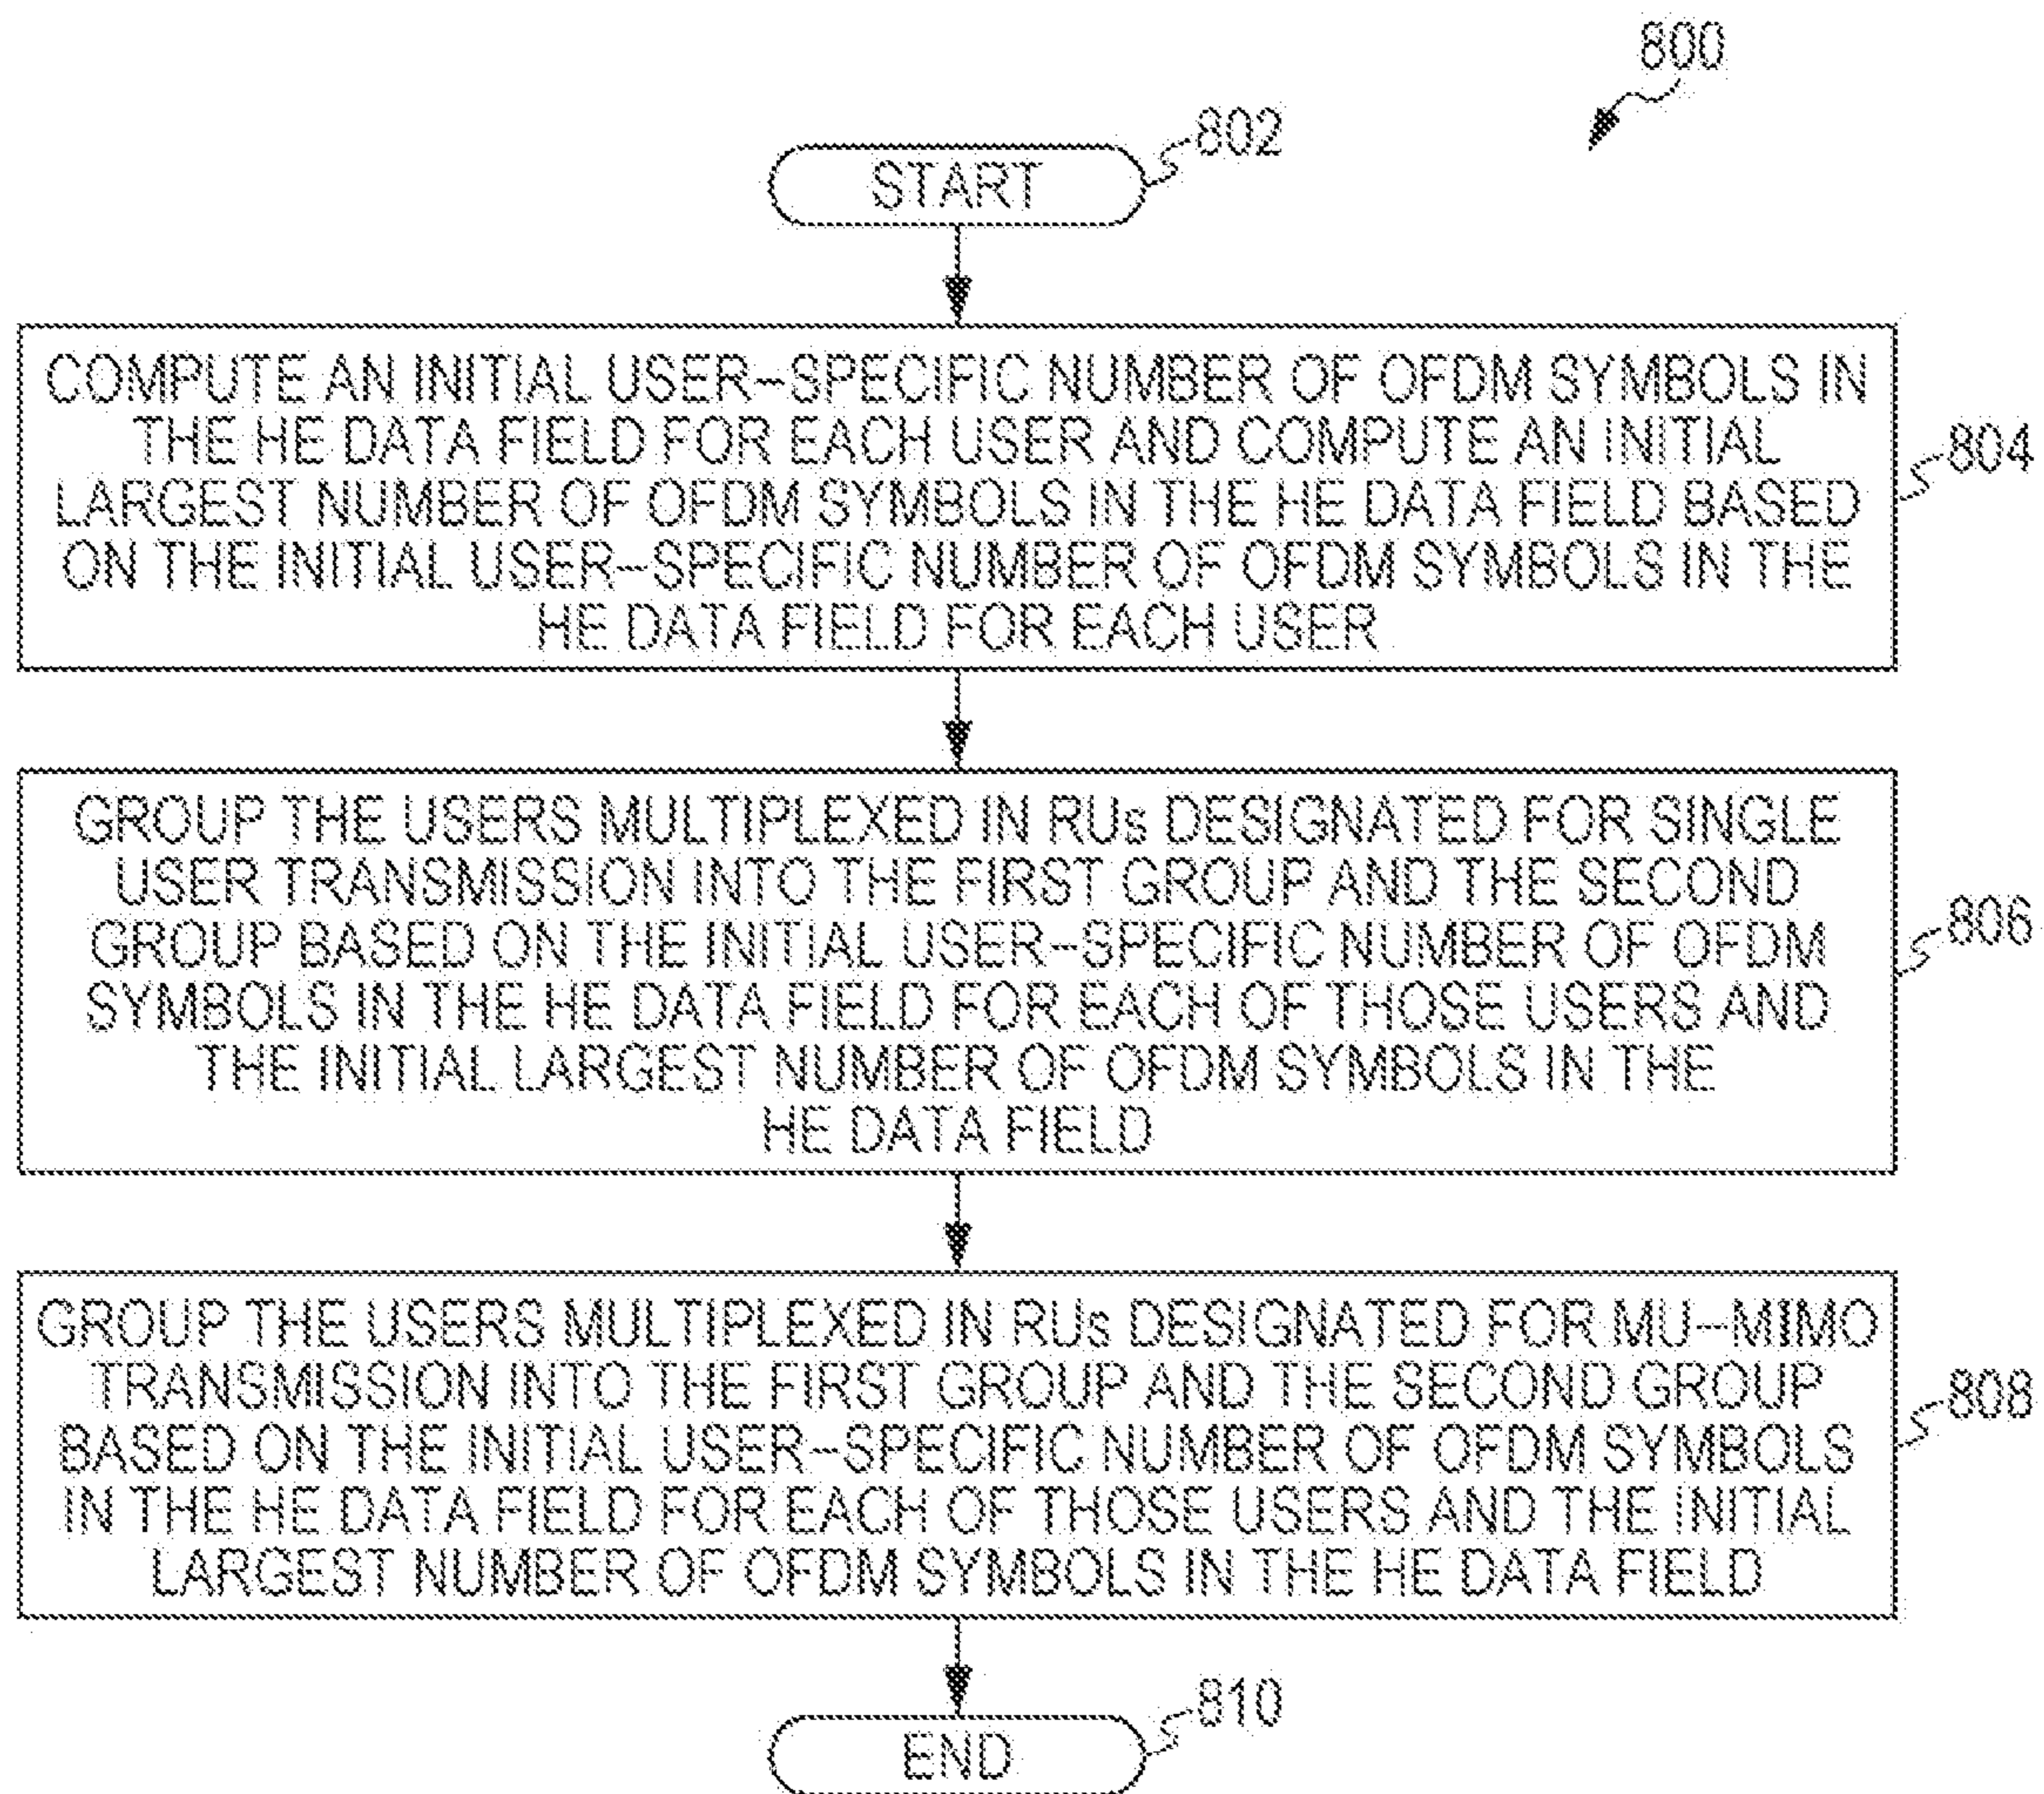 800
START
802
COMPUTE AN INITIAL USER-SPECIFIC NUMBER OF OFDM SYMBOLS IN
THE HE DATA FIELD FOR EACH USER AND COMPUTE AN INITIAL
LARGEST NUMBER OF OFDM SYMBOLS IN THE HE DATA FIELD BASED
ON THE INITIAL USER-SPECIFIC NUMBER OF OFDM SYMBOLS IN THE
HE DATA FIELD FOR EACH USER
804
GROUP THE USERS MULTIPLEXED IN RUs DESIGNATED FOR SINGLE
USER TRANSMISSION INTO THE FIRST GROUP AND THE SECOND
GROUP BASED ON THE INITIAL USER-SPECIFIC NUMBER OF OFDM
SYMBOLS IN THE HE DATA FIELD FOR EACH OF THOSE USERS AND
THE INITIAL LARGEST NUMBER OF OFDM SYMBOLS IN THE
HE DATA FIELD
806
GROUP THE USERS MULTIPLEXED IN RUs DESIGNATED FOR MU-MIMO
TRANSMISSION INTO THE FIRST GROUP AND THE SECOND GROUP
BASED ON THE INITIAL USER-SPECIFIC NUMBER OF OFDM SYMBOLS
IN THE HE DATA FIELD FOR EACH OF THOSE USERS AND THE INITIAL
LARGEST NUMBER OF OFDM SYMBOLS IN THE HE DATA FIELD
808
END
810